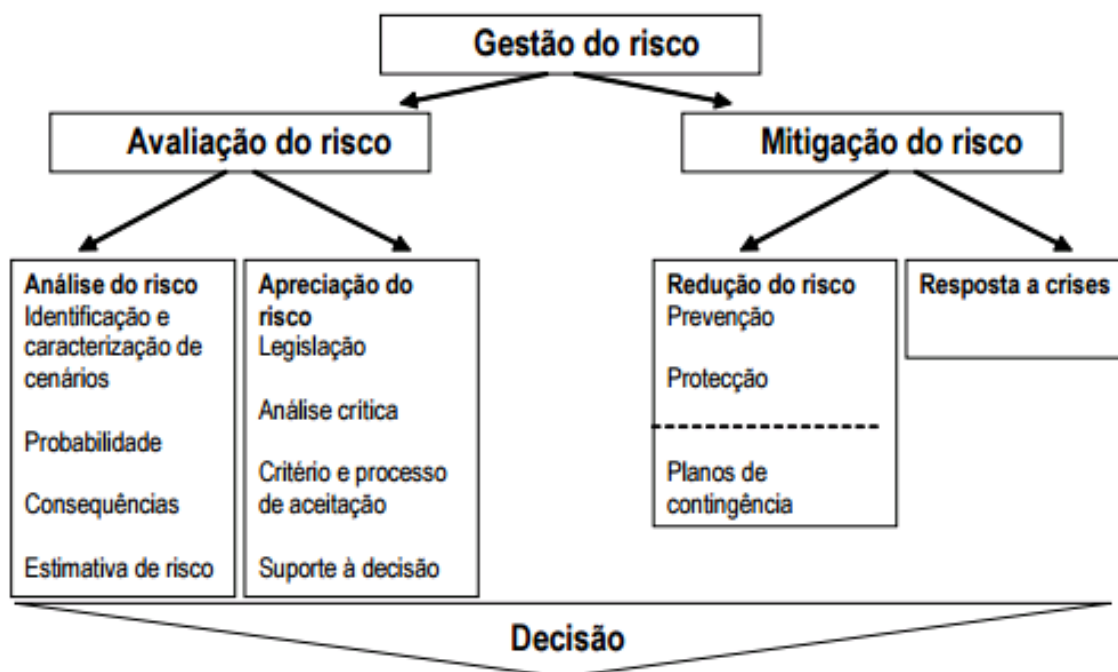 Gestão do risco
Avaliação do risco
Mitigação do risco
Análise do risco
Identificação e
caracterização de
cenários
Probabilidade
Consequências
Estimativa de risco
Apreciação do
risco
Legislação
Análise crítica
Critério e processo
de aceitação
Suporte à decisão
Redução do risco
Prevenção
Protecção
Planos de
contingência
Resposta a crises
Decisão